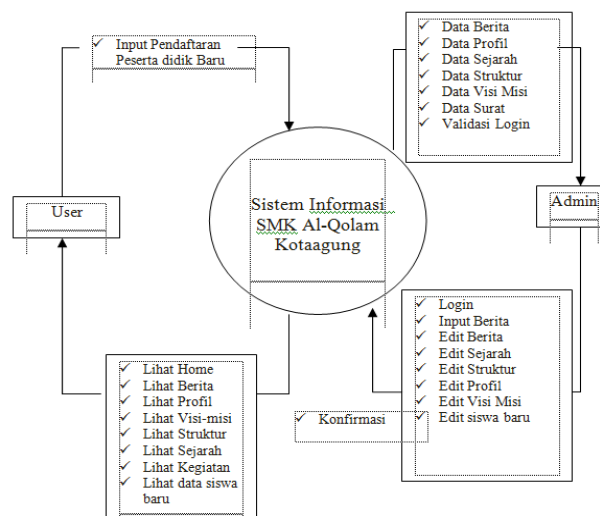 ✓ Input Pendaftaran
Peserta didik Baru
✓ Data Berita
✓ Data Profil
✓ Data Sejarah
✓ Data Struktur
✓ Data Visi Misi
✓ Data Surat
✓ Validasi Login
User
Sistem Informasi
SMK Al-Qolam
Kotaagung
Admin
✓ Lihat Home
✓ Lihat Berita
✓ Lihat Profil
✓ Lihat Visi-misi
✓ Lihat Struktur
✓ Lihat Sejarah
✓ Lihat Kegiatan
✓ Lihat data siswa
baru
✓ Konfirmasi
✓ Login
✓ Input Berita
✓ Edit Berita
✓ Edit Sejarah
✓ Edit Struktur
✓ Edit Profil
✓ Edit Visi Misi
✓ Edit siswa baru